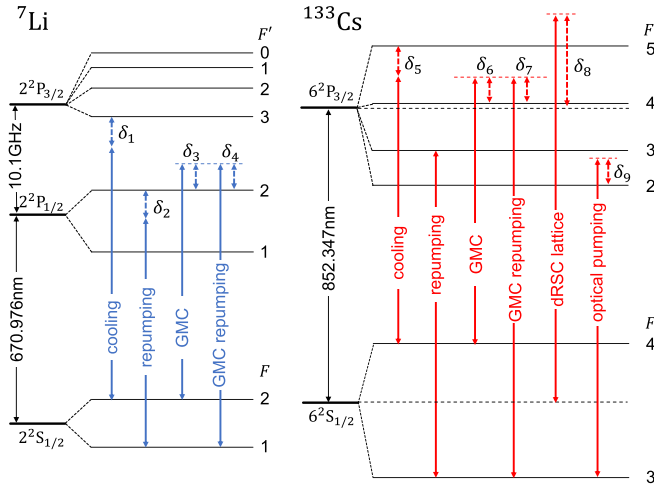 ⁷Li
F′
0
1
2
3
2²P₃/₂
δ₁
10.1GHz
δ₃ δ₄
2
δ₂
2²P₁/₂
1
670.976nm
cooling
repumping
GMC
GMC repumping
F
2
2²S₁/₂
1
¹³³Cs
F′
5
δ₅
δ₆ δ₇
δ₈
6²P₃/₂
4
3
2
δ₉
852.347nm
cooling
repumping
GMC
GMC repumping
dRSC lattice
optical pumping
F
4
6²S₁/₂
3